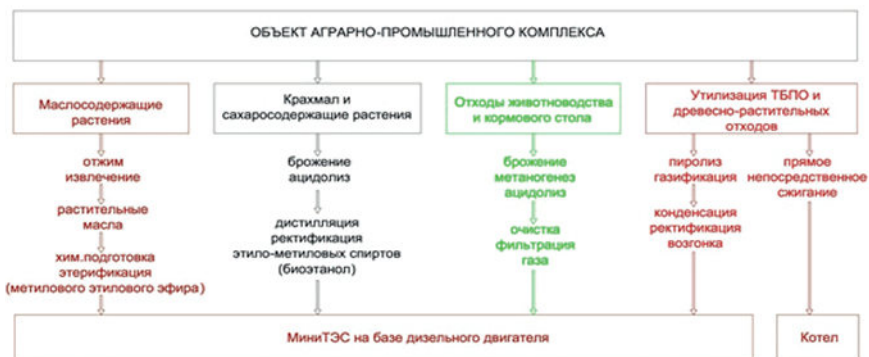 ОБЪЕКТ АГРАРНО-ПРОМЫШЛЕННОГО КОМПЛЕКСА
Маслосодержащие
растения
Крахмал и
сахаросодержащие растения
Отходы животноводства
и кормового стола
Утилизация ТБПО и
древесно-растительных
отходов
отжим
извлечение
растительные
масла
хим.подготовка
этерификация
(метилового этилового эфира)
брожение
ацидолиз
дистилляция
ректификация
этило-метиловых спиртов
(биоэтанол)
брожение
метаногенез
ацидолиз
очистка
фильтрация
газа
пиролиз
газификация
конденсация
ректификация
возгонка
прямое
непосредственное
сжигание
МиниТЭС на базе дизельного двигателя
Котел